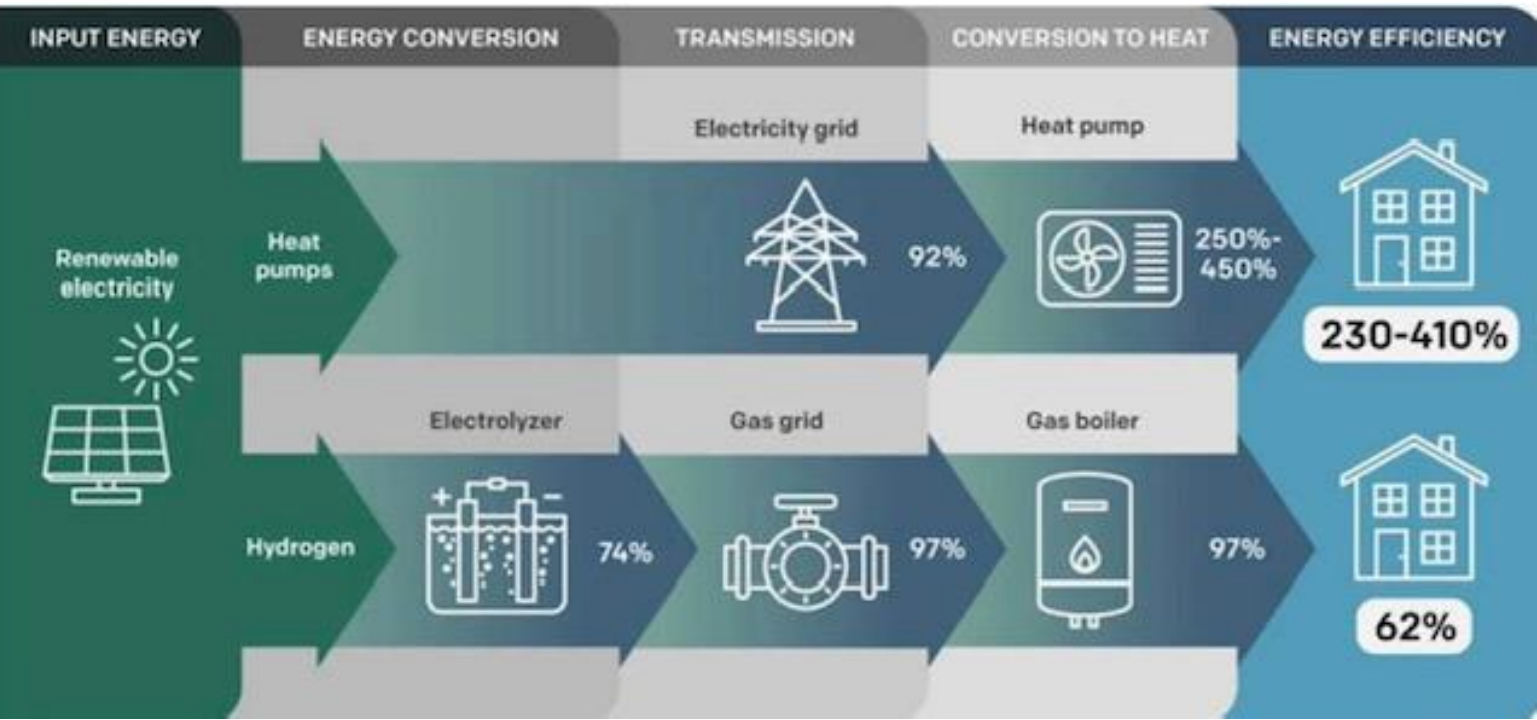 INPUT ENERGY
ENERGY CONVERSION
TRANSMISSION
CONVERSION TO HEAT
ENERGY EFFICIENCY
Electricity grid
Heat pump
Renewable
electricity
Heat
pumps
92%
250%-
450%
230-410%
Electrolyzer
Gas grid
Gas boiler
Hydrogen
+
−
74%
97%
97%
62%